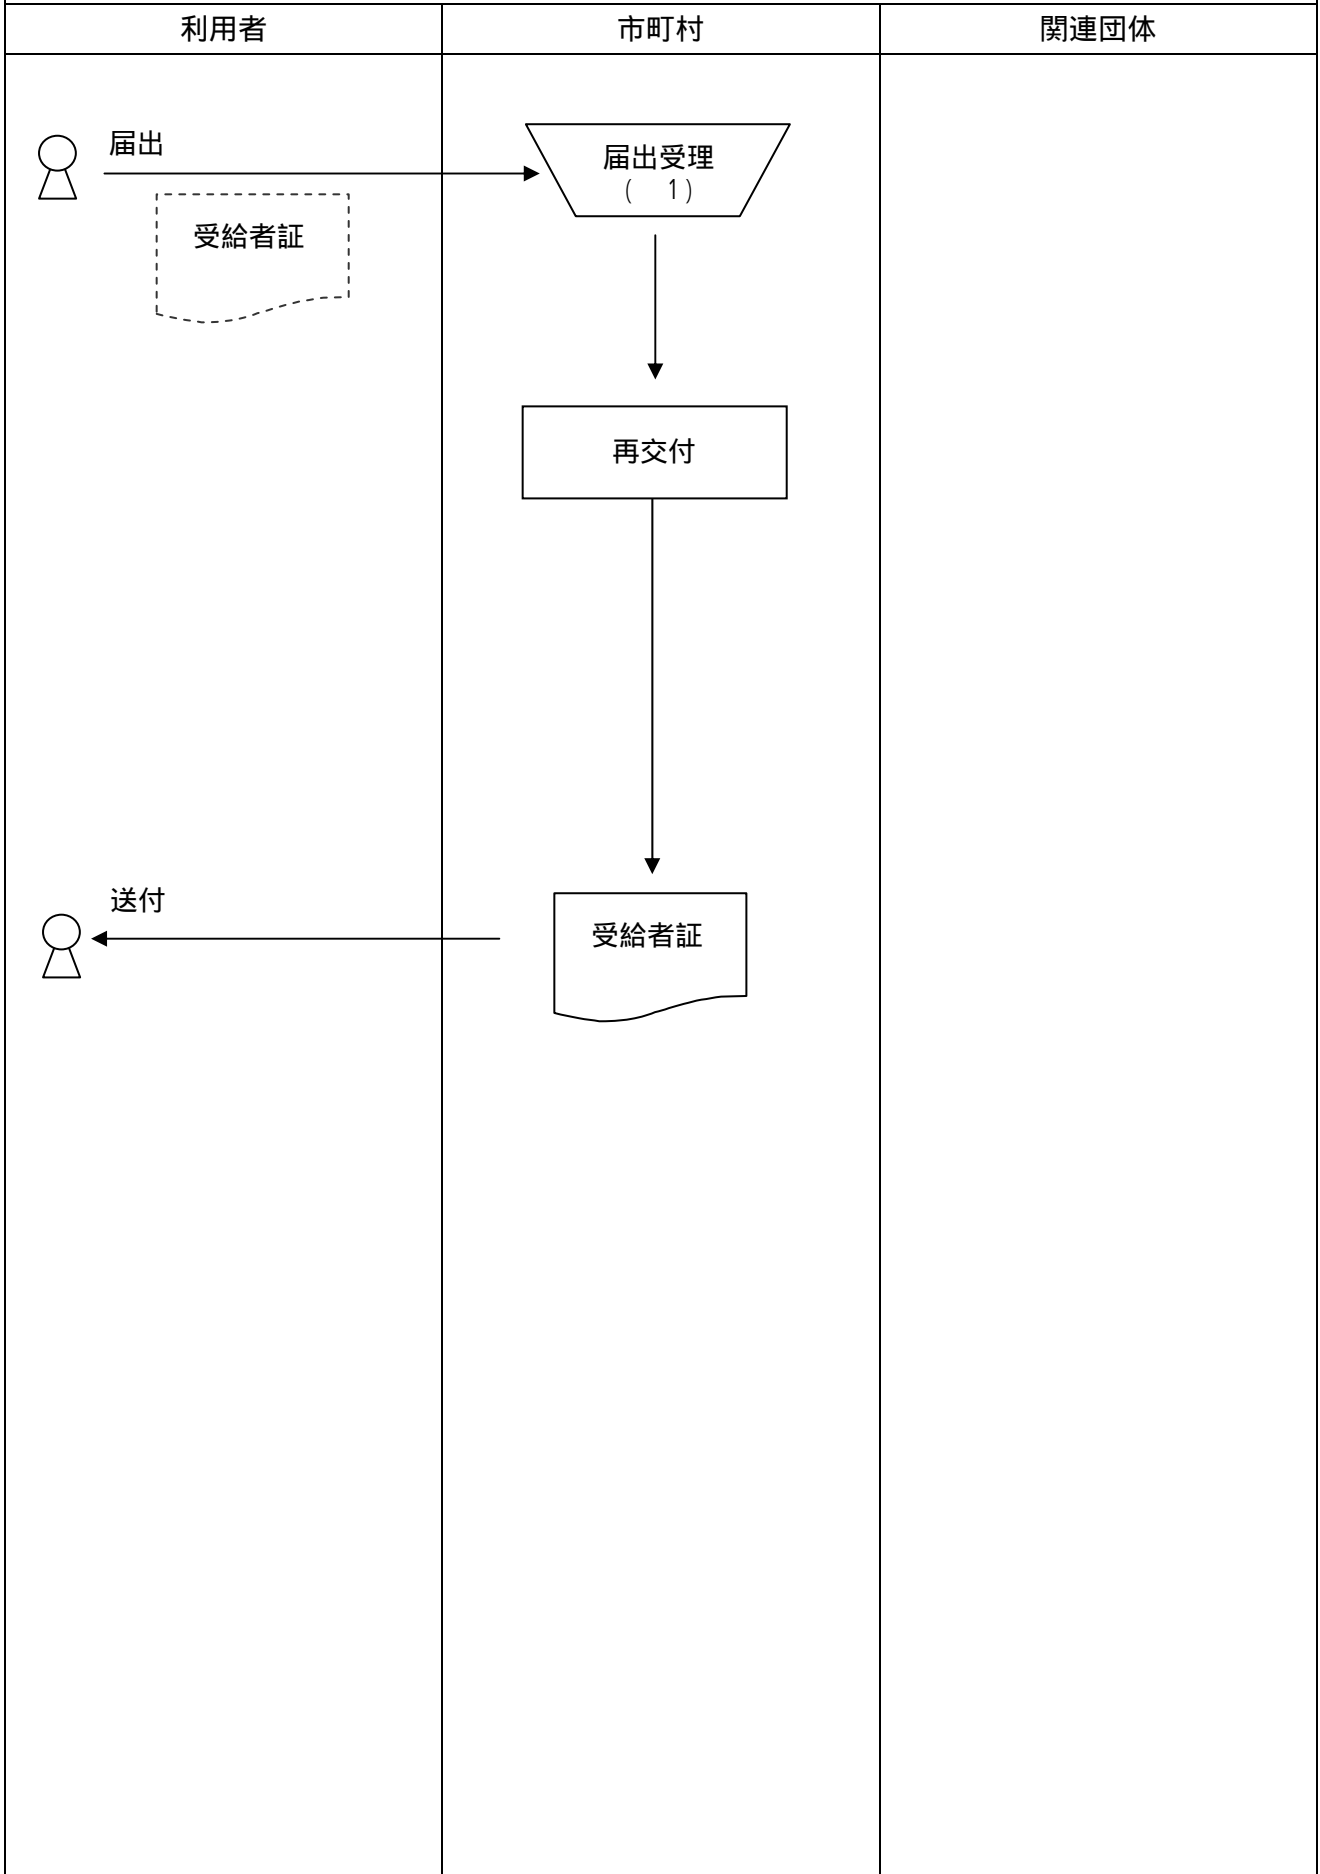 利用者
市町村
関連団体
届出
届出受理
(　1)
受給者証
再交付
送付
受給者証